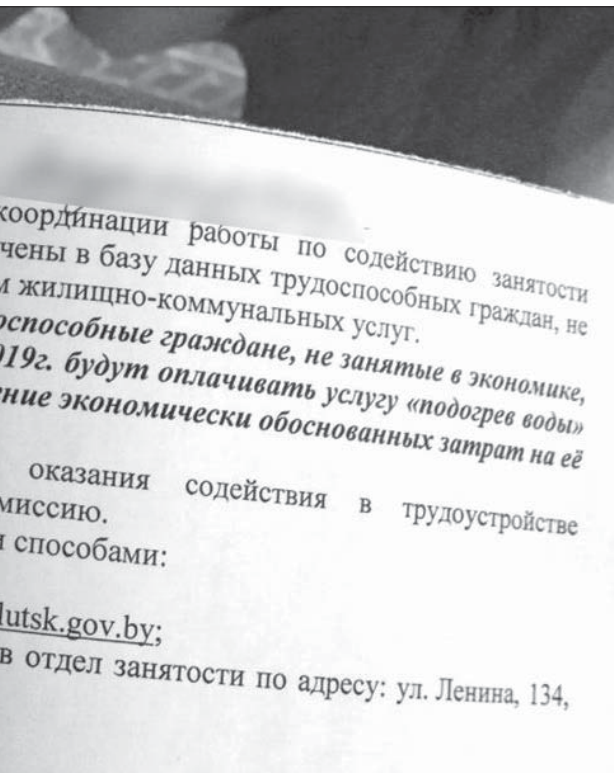 координации работы по содействию занятости
чены в базу данных трудоспособных граждан, не
м жилищно-коммунальных услуг.
оспособные граждане, не занятые в экономике,
019г. будут оплачивать услугу «подогрев воды»
ение экономически обоснованных затрат на её
оказания содействия в трудоустройстве
миссию.
и способами:
lutsk.gov.by;
в отдел занятости по адресу: ул. Ленина, 134,